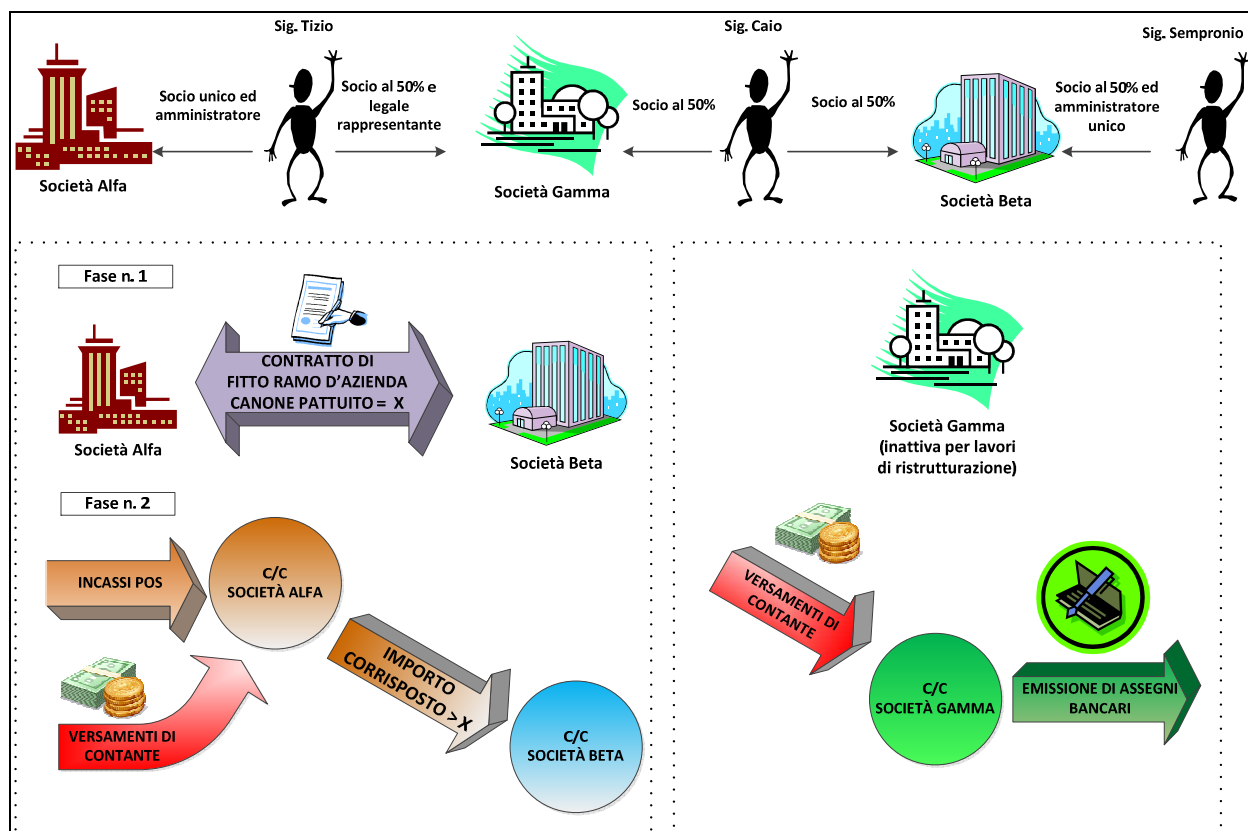 Sig. Tizio
Sig. Caio
Sig. Sempronio
Socio unico ed
amministratore
Socio al 50% e
legale
rappresentante
Socio al 50%
Socio al 50%
Socio al 50% ed
amministratore
unico
Società Alfa
Società Gamma
Società Beta
Fase n. 1
CONTRATTO DI
FITTO RAMO D'AZIENDA
CANONE PATTUITO = X
Società Alfa
Società Beta
Fase n. 2
INCASSI POS
C/C
SOCIETÀ ALFA
VERSAMENTI DI
CONTANTE
IMPORTO
CORRISPOSTO > X
C/C
SOCIETÀ BETA
Società Gamma
(inattiva per lavori
di ristrutturazione)
VERSAMENTI DI
CONTANTE
C/C
SOCIETÀ GAMMA
EMISSIONE DI ASSEGNI
BANCARI